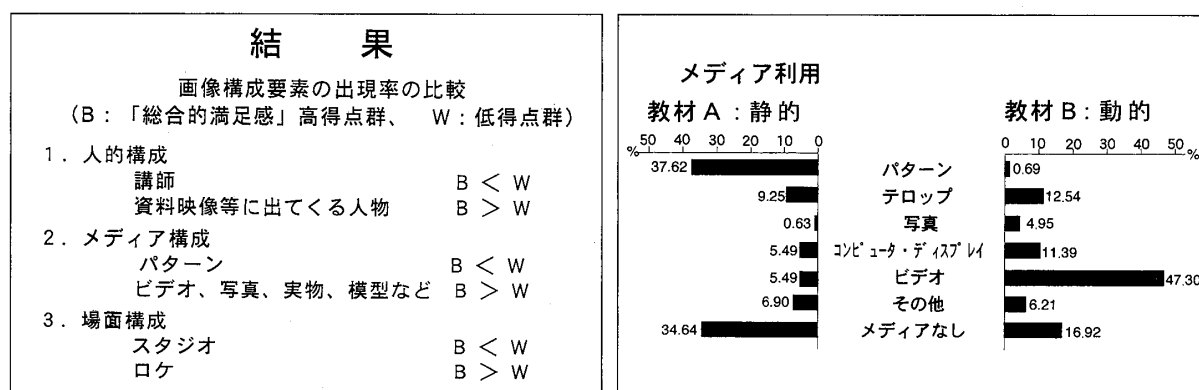 結 果
画像構成要素の出現率の比較
(B:「総合的満足感」高得点群、 W:低得点群)
1.人的構成
講師 B < W
資料映像等に出てくる人物 B > W
2.メディア構成
パターン B < W
ビデオ、写真、実物、模型など B > W
3.場面構成
スタジオ B < W
ロケ B > W
メディア利用
教材A:静的 教材B:動的
50 40 30 20 10 0 0 10 20 30 40 50
% %
37.62 パターン 0.69
9.25 テロップ 12.54
0.63 写真 4.95
5.49 コンピュータ・ディスプレイ 11.39
5.49 ビデオ 47.30
6.90 その他 6.21
34.64 メディアなし 16.92